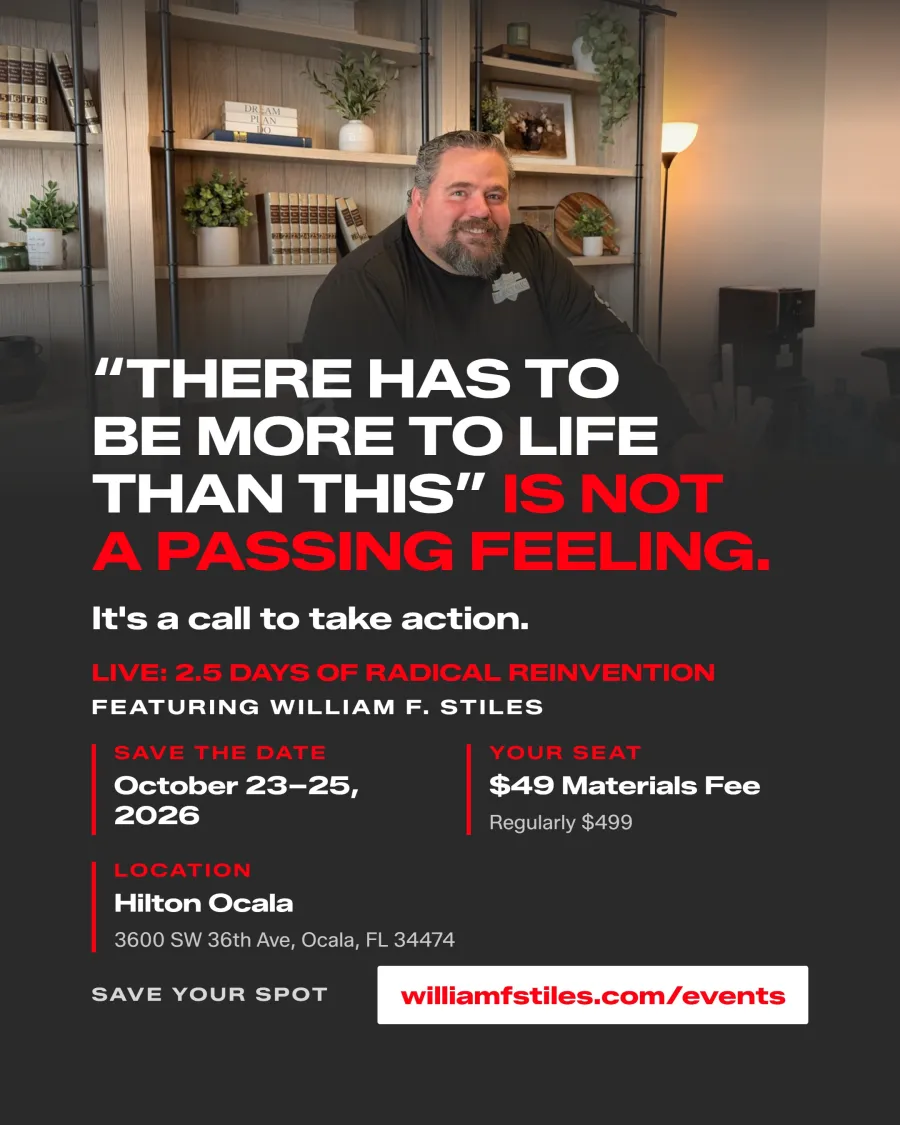 DREAM
PLAN
DO
“THERE HAS TO
BE MORE TO LIFE
THAN THIS” IS NOT
A PASSING FEELING.
It's a call to take action.
LIVE: 2.5 DAYS OF RADICAL REINVENTION
FEATURING WILLIAM F. STILES
SAVE THE DATE
October 23–25,
2026
YOUR SEAT
$49 Materials Fee
Regularly $499
LOCATION
Hilton Ocala
3600 SW 36th Ave, Ocala, FL 34474
SAVE YOUR SPOT
williamfstiles.com/events